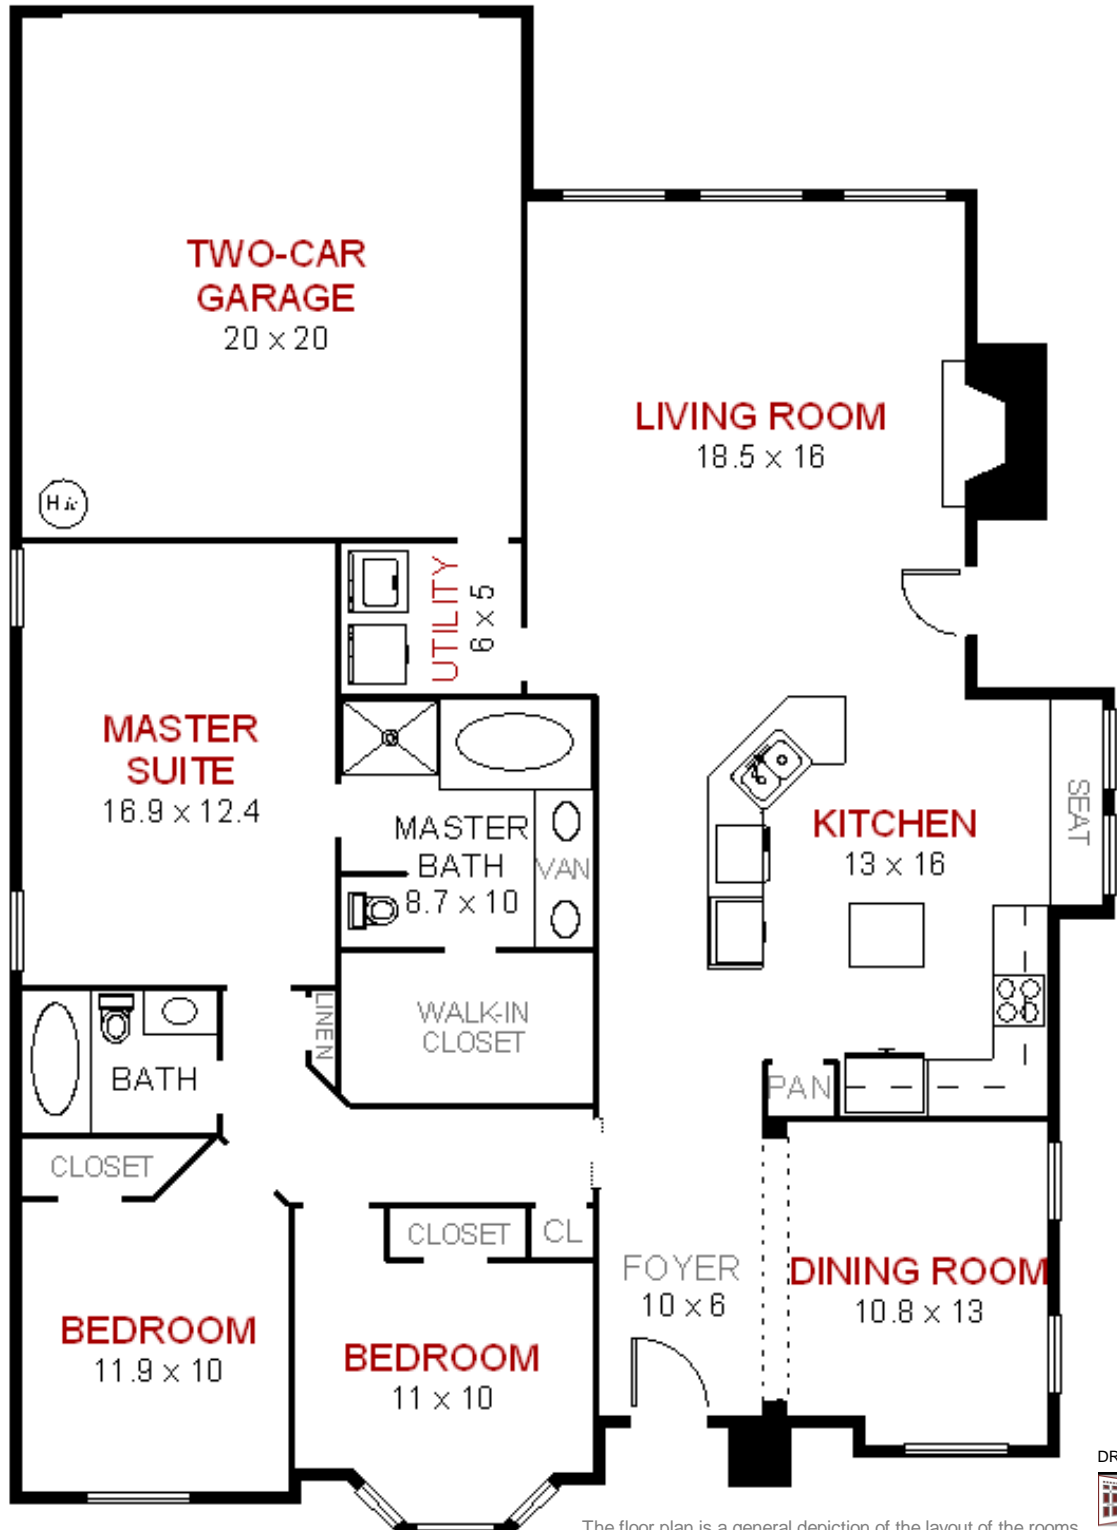 TWO-CAR
GARAGE
20 x 20
LIVING ROOM
18.5 x 16
UTILITY
6 x 5
MASTER
SUITE
16.9 x 12.4
MASTER
BATH
8.7 x 10
VAN
KITCHEN
13 x 16
SEAT
WALK-IN
CLOSET
LINEN
BATH
PAN
CLOSET
CLOSET
CL
FOYER
10 x 6
DINING ROOM
10.8 x 13
BEDROOM
11.9 x 10
BEDROOM
11 x 10
DR
The floor plan is a general depiction of the layout of the rooms